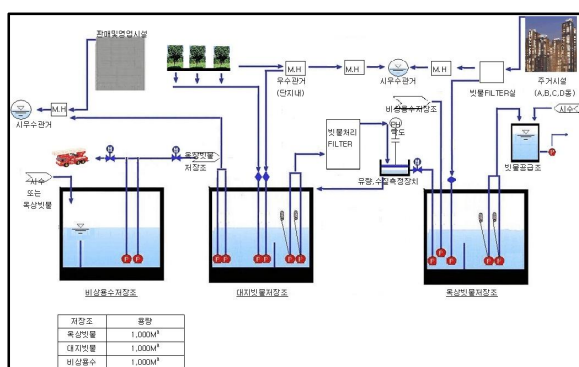 판매및영업시설
M.H
시우수관거
우수관거
(단지내)
M.H
M.H
시우수관거
M.H
빗물FILTER실
주거시설
(A,B,C,D동)
비상용수저장조
빗물처리
FILTER
PH
탁도
유량,수질측정장치
시수
빗물공급조
P
M
M
옥상빗물
저장조
M
시수
또는
옥상빗물
P
P
P
P
P
P
P
P
P
P
P
P
비상용수저장조
대지빗물저장조
옥상빗물저장조
저장조 용량
옥상빗물 1,000M³
대지빗물 1,000M³
비상용수 1,000M³